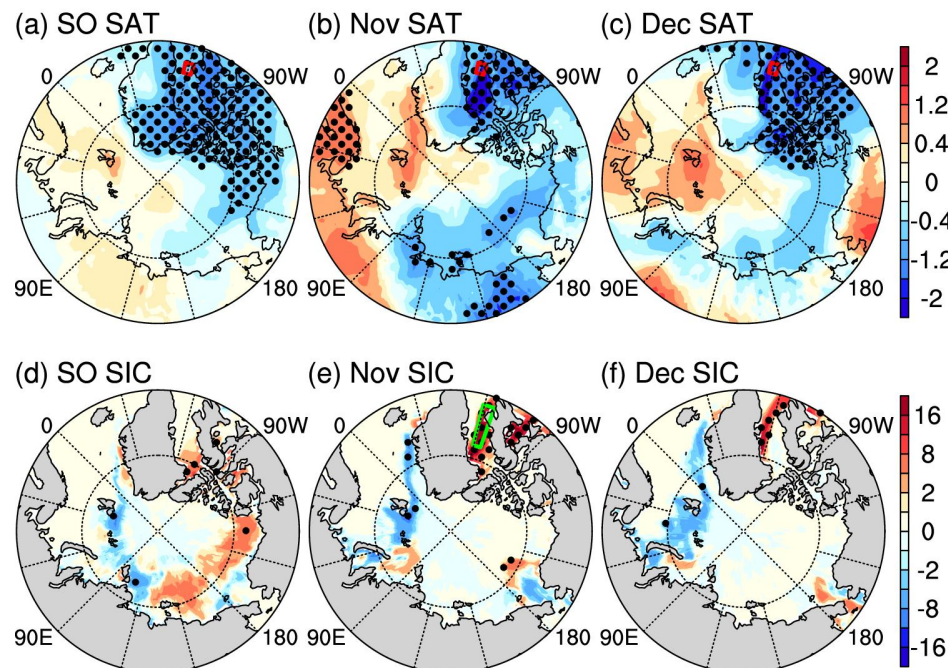 (a) SO SAT
(b) Nov SAT
(c) Dec SAT
0
90W
90E
180
0
90W
90E
180
0
90W
90E
180
2
1.2
0.4
0
-0.4
-1.2
-2
(d) SO SIC
(e) Nov SIC
(f) Dec SIC
0
90W
90E
180
0
90W
90E
180
0
90W
90E
180
16
8
2
0
-2
-8
-16